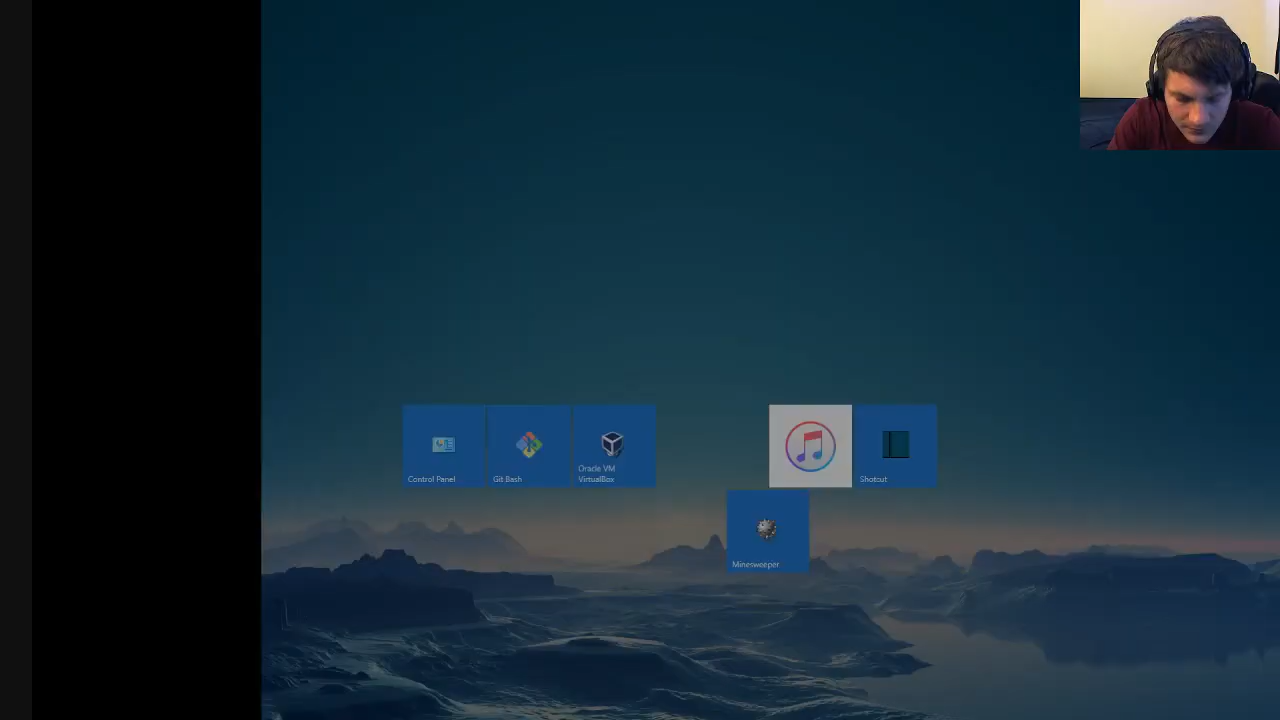 Control Panel
Git Bash
Oracle VM
VirtualBox
Shotcut
Minesweeper